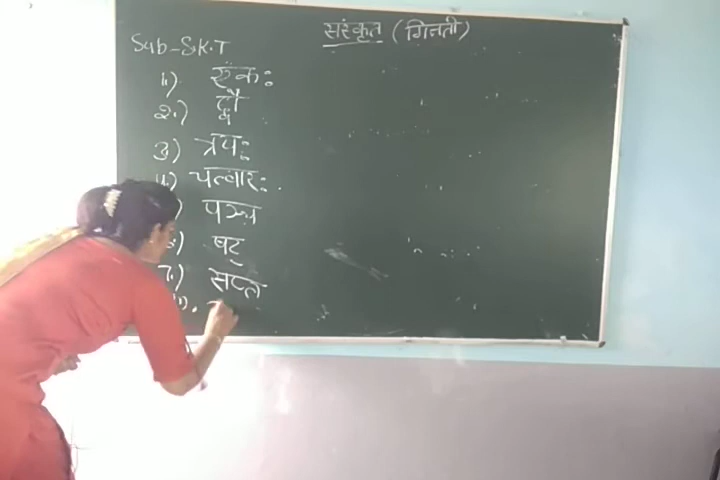 संस्कृत (गिनती)
Sub-SK.T
1.) एकः
2.) द्वौ
3.) त्रयः
4.) चत्वारः
) पञ्च
6.) षट्
7.) सप्त